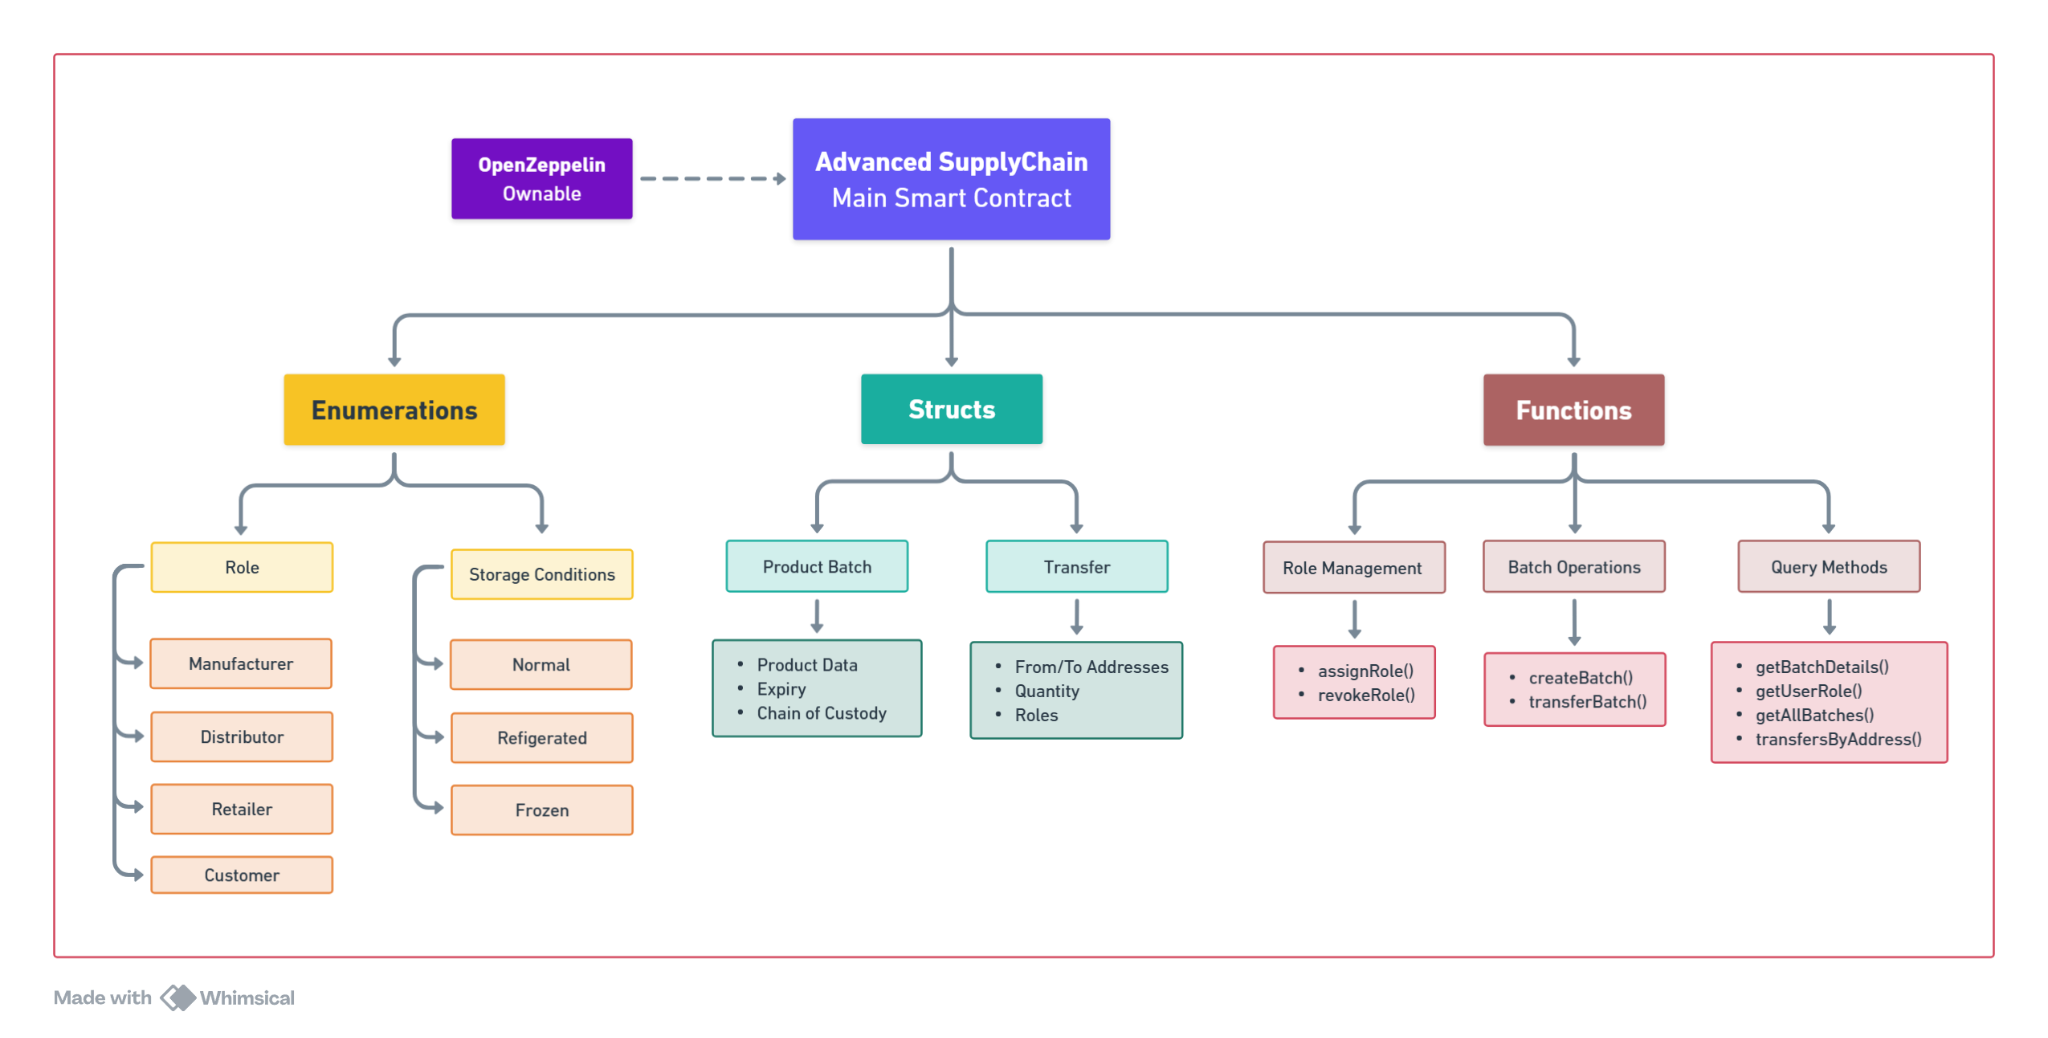 OpenZeppelin
Ownable
Advanced SupplyChain
Main Smart Contract
Enumerations
Structs
Functions
Role
Storage Conditions
Product Batch
Transfer
Role Management
Batch Operations
Query Methods
Manufacturer
Distributor
Retailer
Customer
Normal
Refigerated
Frozen
• Product Data
• Expiry
• Chain of Custody
• From/To Addresses
• Quantity
• Roles
• assignRole()
• revokeRole()
• createBatch()
• transferBatch()
• getBatchDetails()
• getUserRole()
• getAllBatches()
• transfersByAddress()
Made with Whimsical